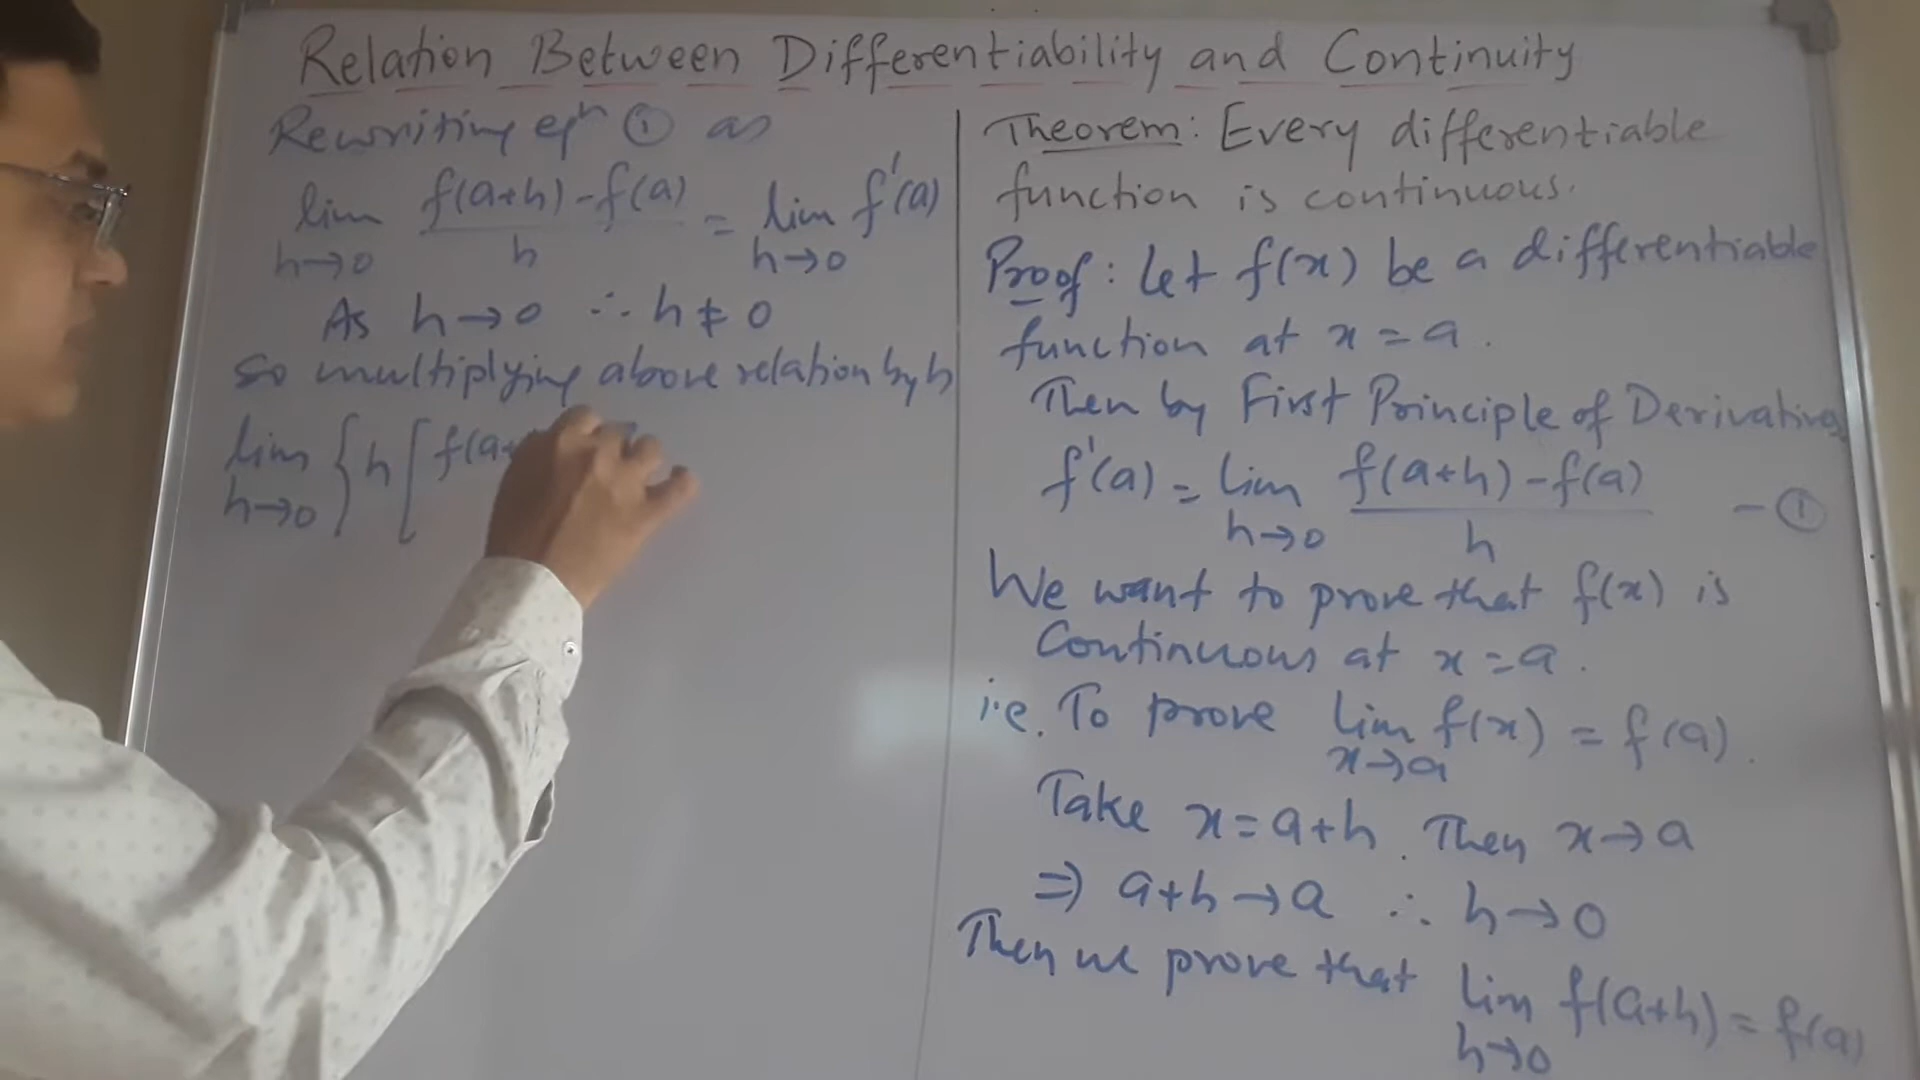 Relation Between Differentiability and Continuity
Theorem: Every differentiable
function is continuous.
Proof: Let f(x) be a differentiable
function at x = a.
Then by First Principle of Derivative
f'(a) = lim h→0 f(a+h) - f(a) / h - ①
We want to prove that f(x) is
Continuous at x = a.
i.e. To prove lim x→a f(x) = f(a).
Take x = a+h. Then x→a
⇒ a+h→a ∴ h→0
Then we prove that lim h→0 f(a+h) = f(a)
Rewriting eqn ① as
lim h→0 f(a+h) - f(a) / h = lim h→0 f'(a)
As h→0 ∴ h ≠ 0
So multiplying above relation by h
lim h→0 { h [ f(a+